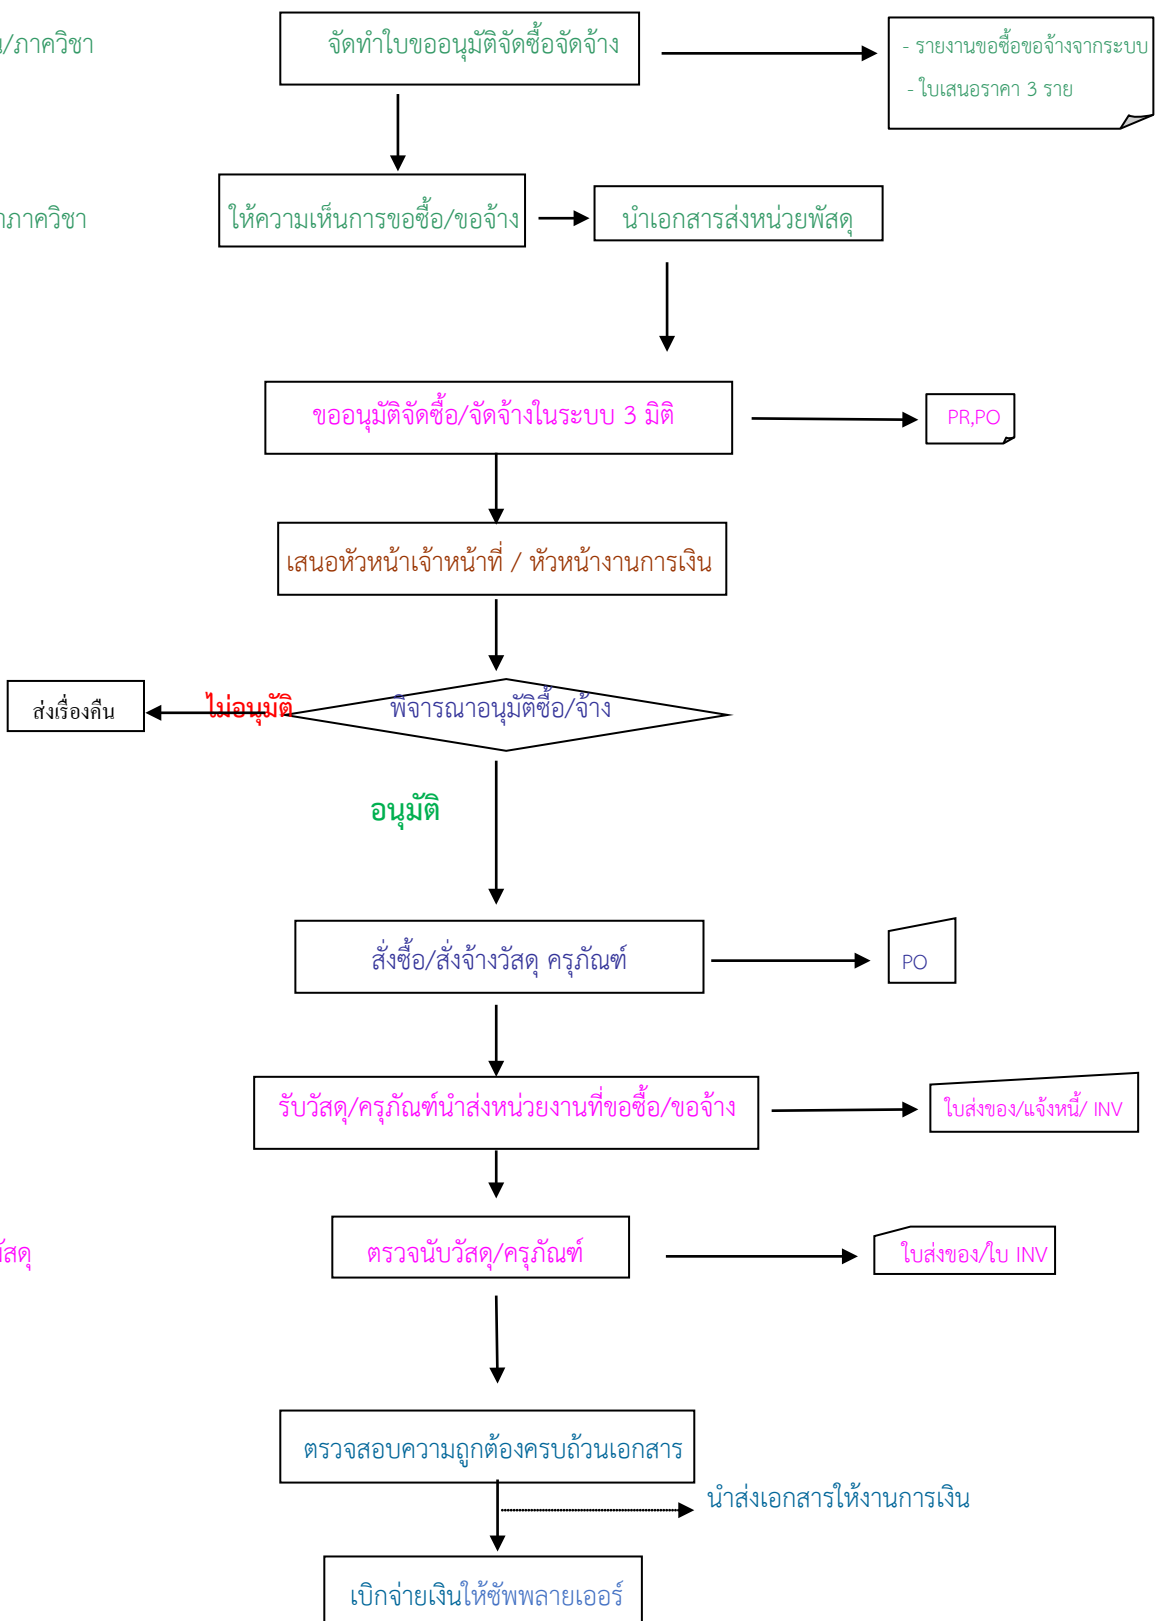 /ภาควิชา
จัดทำใบขออนุมัติจัดซื้อจัดจ้าง
- รายงานขอซื้อขอจ้างจากระบบ
- ใบเสนอราคา 3 ราย
ภาควิชา
ให้ความเห็นการขอซื้อ/ขอจ้าง
นำเอกสารส่งหน่วยพัสดุ
ขออนุมัติจัดซื้อ/จัดจ้างในระบบ 3 มิติ
PR,PO
เสนอหัวหน้าเจ้าหน้าที่ / หัวหน้างานการเงิน
ส่งเรื่องคืน
ไม่อนุมัติ
พิจารณาอนุมัติซื้อ/จ้าง
อนุมัติ
สั่งซื้อ/สั่งจ้างวัสดุ ครุภัณฑ์
PO
รับวัสดุ/ครุภัณฑ์นำส่งหน่วยงานที่ขอซื้อ/ขอจ้าง
ใบส่งของ/แจ้งหนี้/ INV
ัสดุ
ตรวจนับวัสดุ/ครุภัณฑ์
ใบส่งของ/ใบ INV
ตรวจสอบความถูกต้องครบถ้วนเอกสาร
นำส่งเอกสารให้งานการเงิน
เบิกจ่ายเงินให้ซัพพลายเออร์